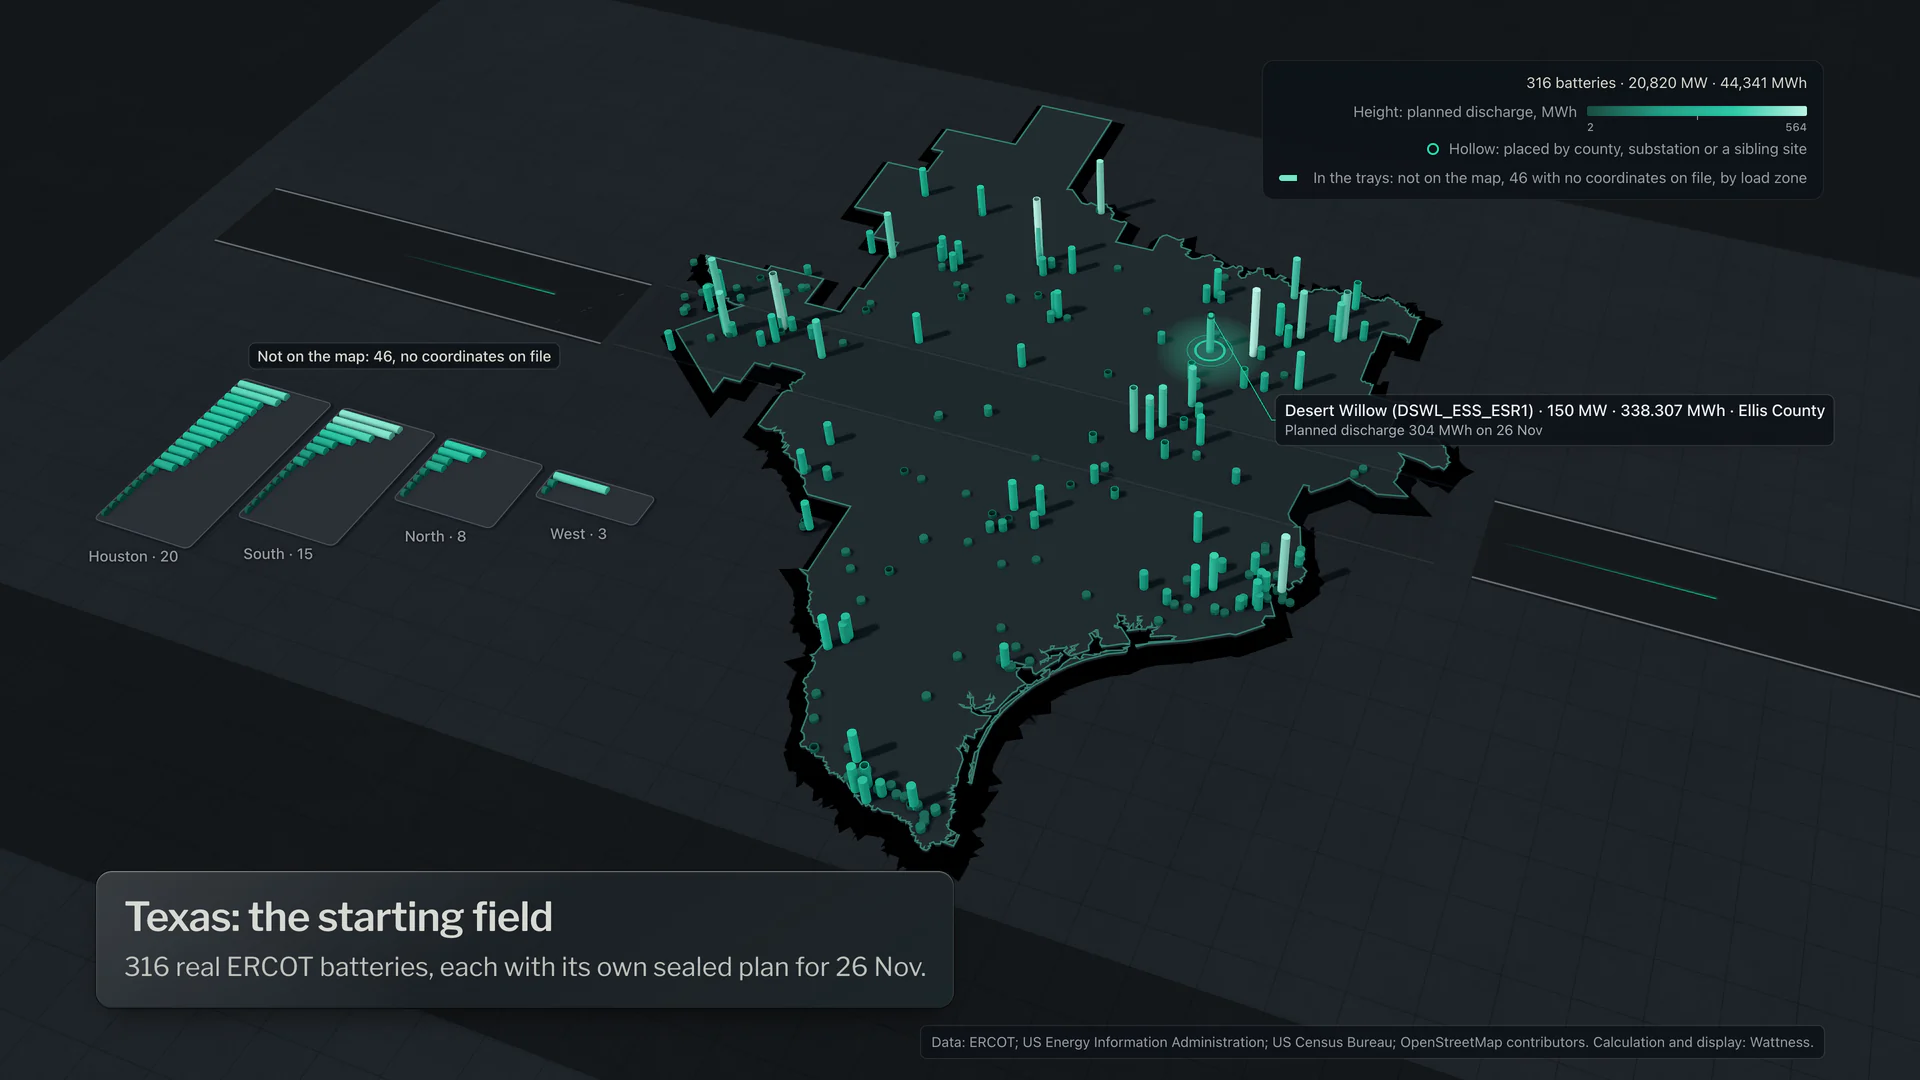 316 batteries · 20,820 MW · 44,341 MWh
Height: planned discharge, MWh
2 564
Hollow: placed by county, substation or a sibling site
In the trays: not on the map, 46 with no coordinates on file, by load zone
Not on the map: 46, no coordinates on file
Desert Willow (DSWL_ESS_ESR1) · 150 MW · 338.307 MWh · Ellis County
Planned discharge 304 MWh on 26 Nov
Houston · 20
South · 15
North · 8
West · 3
Texas: the starting field
316 real ERCOT batteries, each with its own sealed plan for 26 Nov.
Data: ERCOT; US Energy Information Administration; US Census Bureau; OpenStreetMap contributors. Calculation and display: Wattness.